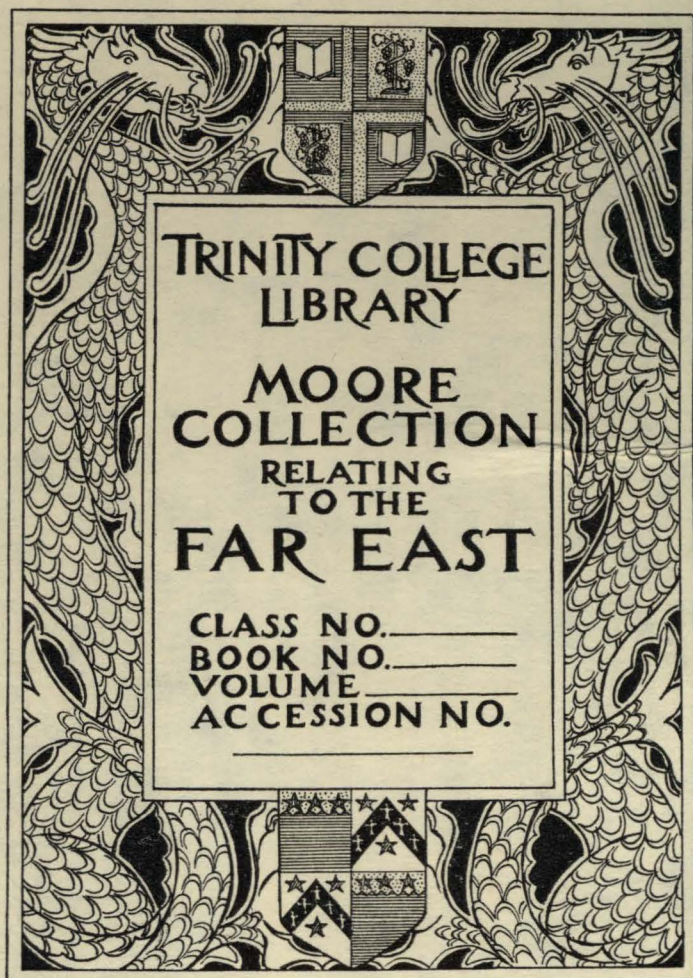 TRINITY COLLEGE
LIBRARY
MOORE
COLLECTION
RELATING
TO THE
FAR EAST
CLASS NO.
BOOK NO.
VOLUME
ACCESSION NO.